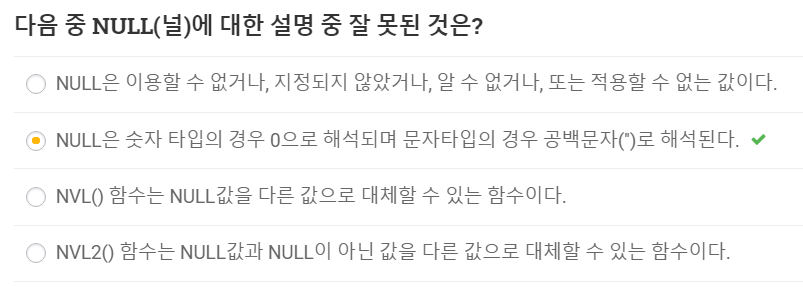 다음 중 NULL(널)에 대한 설명 중 잘 못된 것은?
NULL은 이용할 수 없거나, 지정되지 않았거나, 알 수 없거나, 또는 적용할 수 없는 값이다.
NULL은 숫자 타입의 경우 0으로 해석되며 문자타입의 경우 공백문자('')로 해석된다.
NVL() 함수는 NULL값을 다른 값으로 대체할 수 있는 함수이다.
NVL2() 함수는 NULL값과 NULL이 아닌 값을 다른 값으로 대체할 수 있는 함수이다.